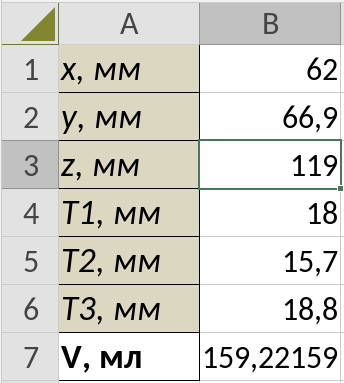 A B
1 x, мм 62
2 y, мм 66,9
3 z, мм 119
4 T1, мм 18
5 T2, мм 15,7
6 T3, мм 18,8
7 V, мл 159,22159